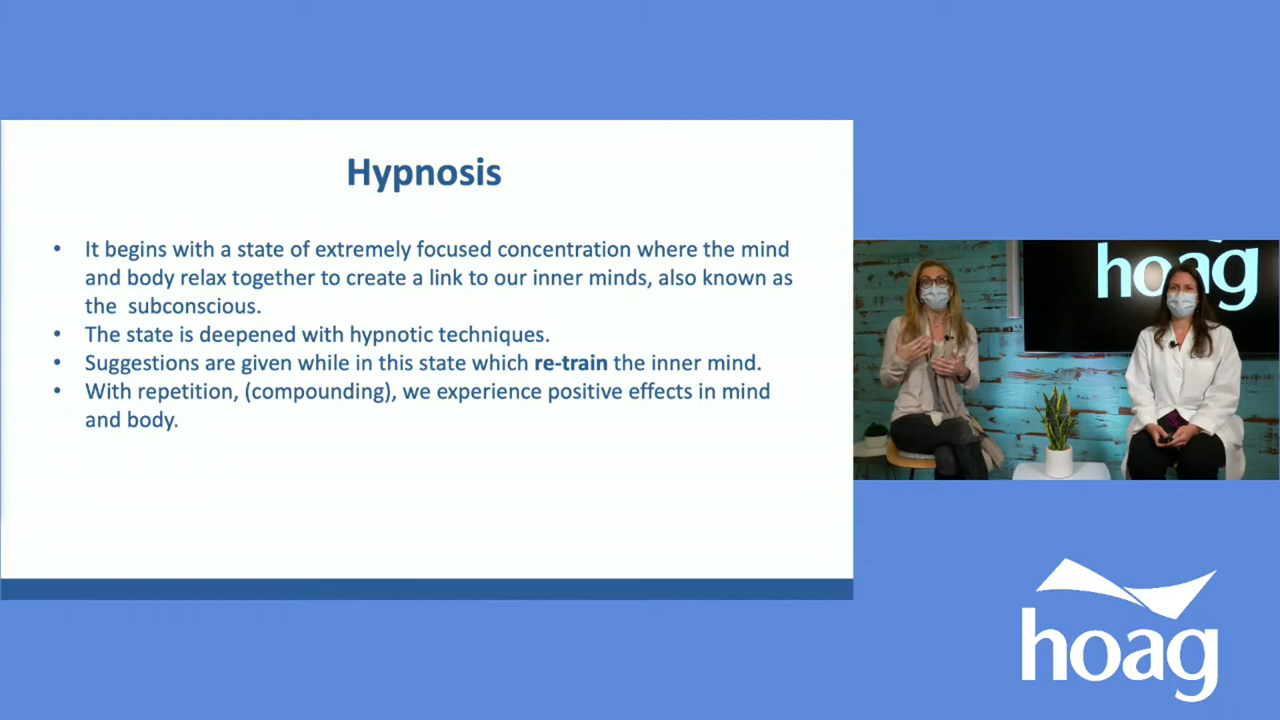 Hypnosis
• It begins with a state of extremely focused concentration where the mind
and body relax together to create a link to our inner minds, also known as
the  subconscious.
• The state is deepened with hypnotic techniques.
• Suggestions are given while in this state which re-train the inner mind.
• With repetition, (compounding), we experience positive effects in mind
and body.
hoag
hoag